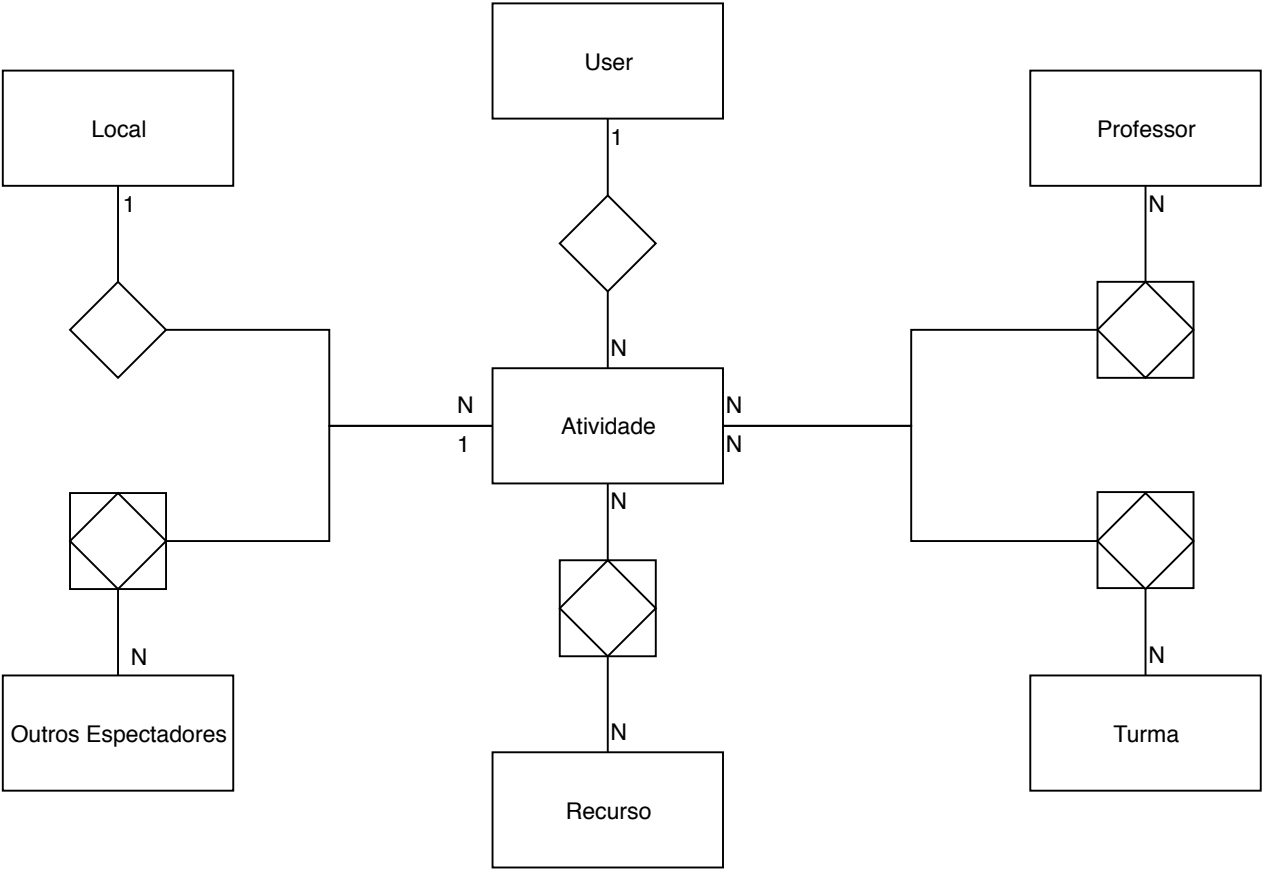 User
Local
Professor
1
1
N
N
N
Atividade
N
1
N
N
N
N
N
Outros Espectadores
N
Turma
Recurso